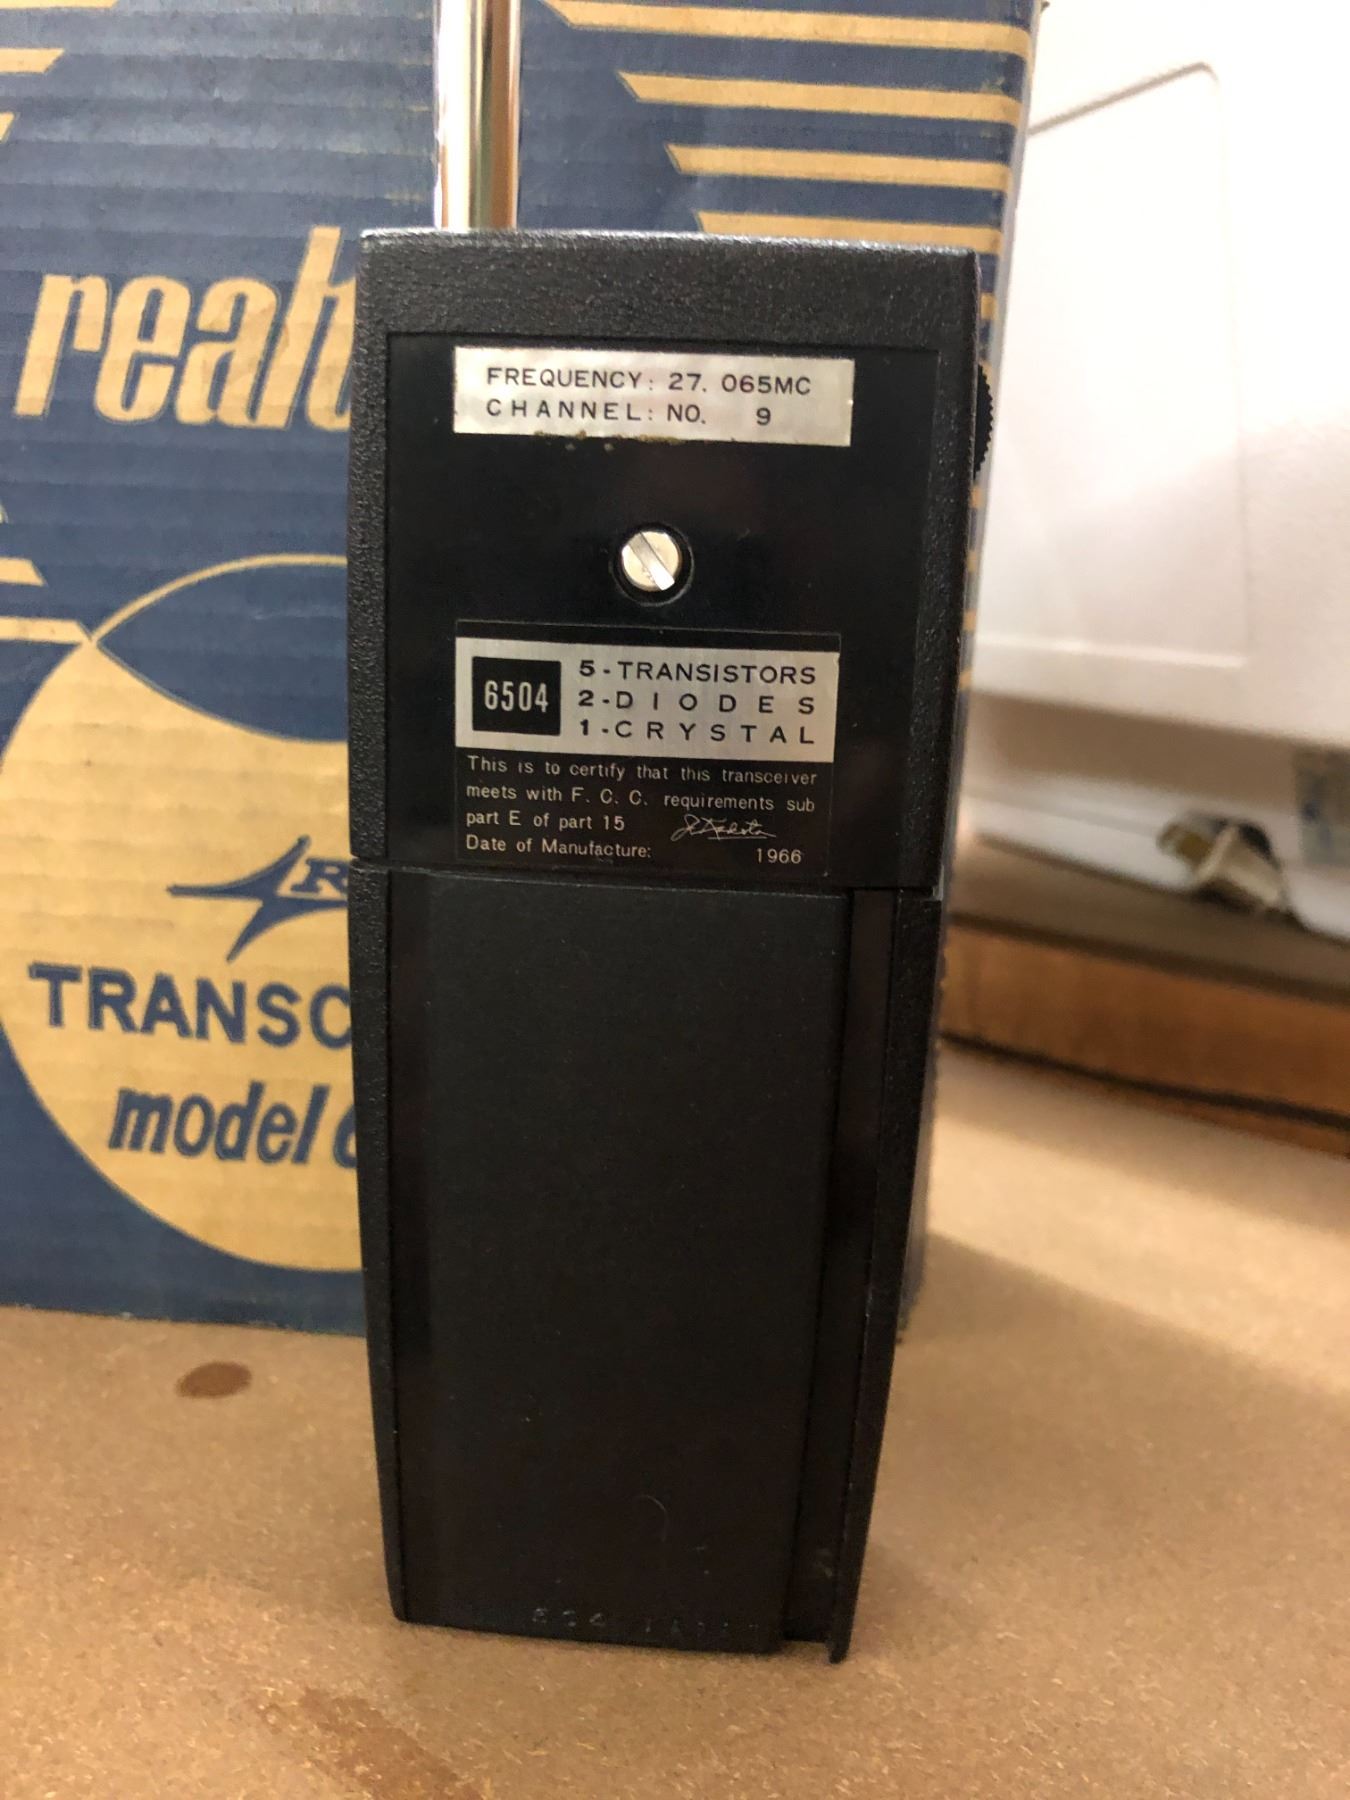 realt
FREQUENCY: 27. 065MC
CHANNEL: NO. 9
6504
5-TRANSISTORS
2-DIODES
1-CRYSTAL
This is to certify that this transceiver
meets with F. C. C. requirements sub
part E of part 15
Date of Manufacture: 1966
R
TRANSC
model